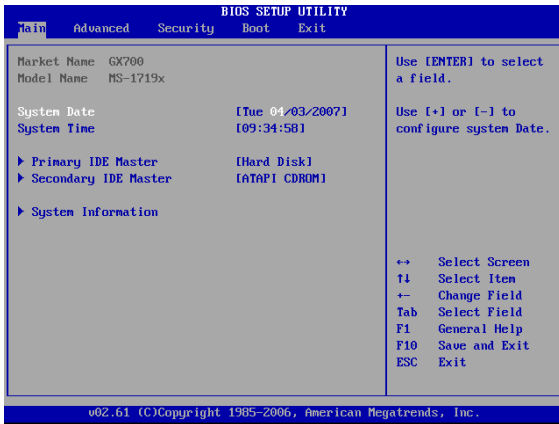 BIOS SETUP UTILITY
Main Advanced Security Boot Exit
Market Name GX700
Model Name MS-1719x
System Date [Tue 04/03/2007]
System Time [09:34:58]
Primary IDE Master [Hard Disk]
Secondary IDE Master [ATAPI CDROM]
System Information
Use [ENTER] to select
a field.
Use [+] or [-] to
configure system Date.
↔ Select Screen
↑↓ Select Item
+- Change Field
Tab Select Field
F1 General Help
F10 Save and Exit
ESC Exit
v02.61 (C)Copyright 1985-2006, American Megatrends, Inc.